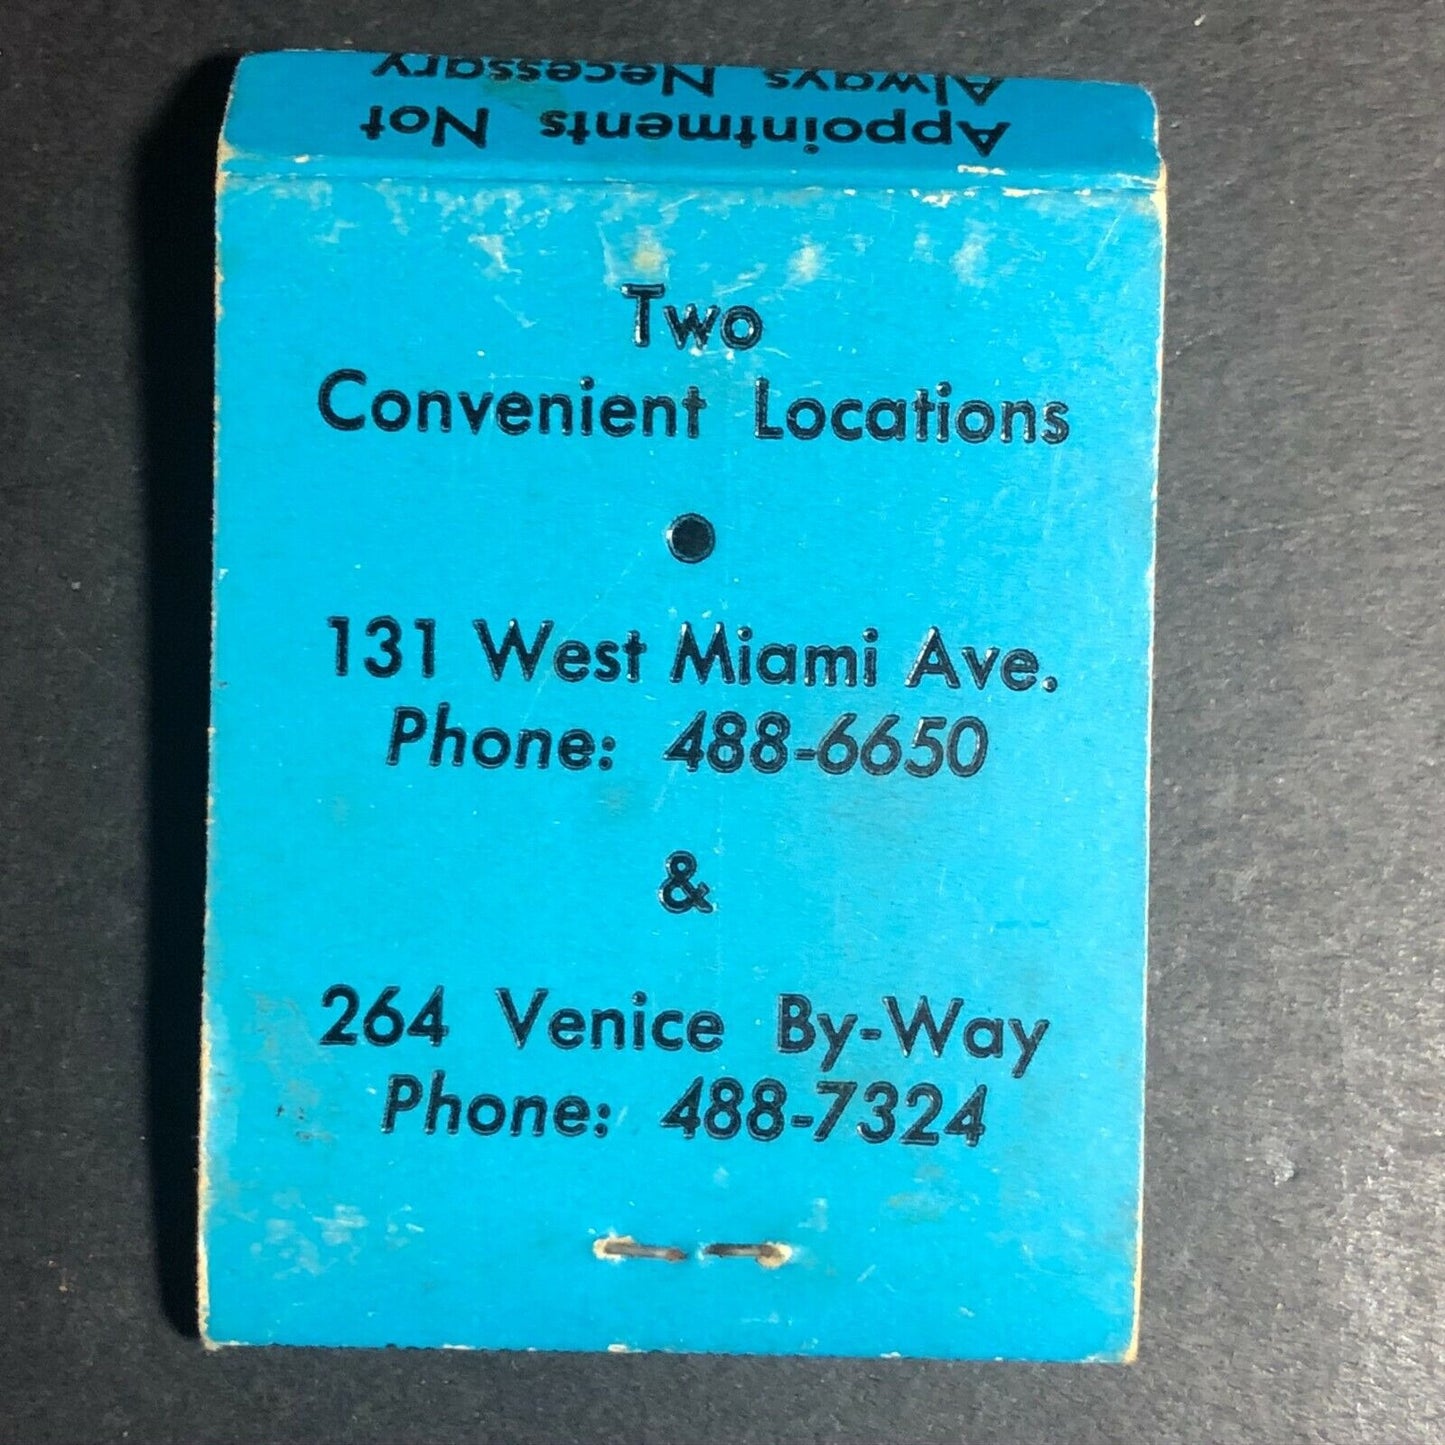 Appointments Not
Always Necessary
Two
Convenient Locations
•
131 West Miami Ave.
Phone: 488-6650
&
264 Venice By-Way
Phone: 488-7324